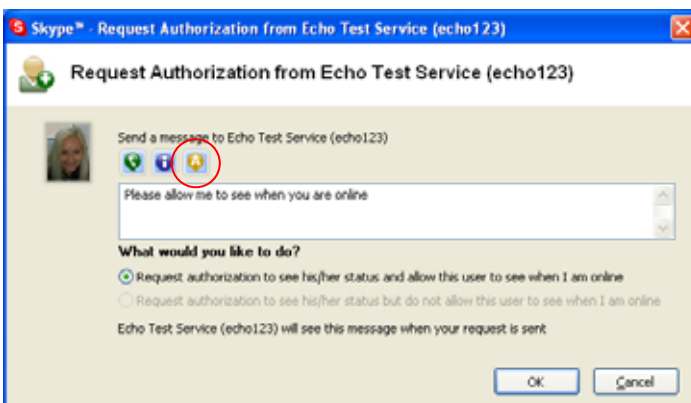 Skype™ - Request Authorization from Echo Test Service (echo123)
Request Authorization from Echo Test Service (echo123)
Send a message to Echo Test Service (echo123)
Please allow me to see when you are online
What would you like to do?
Request authorization to see his/her status and allow this user to see when I am online
Request authorization to see his/her status but do not allow this user to see when I am online
Echo Test Service (echo123) will see this message when your request is sent
OK Cancel